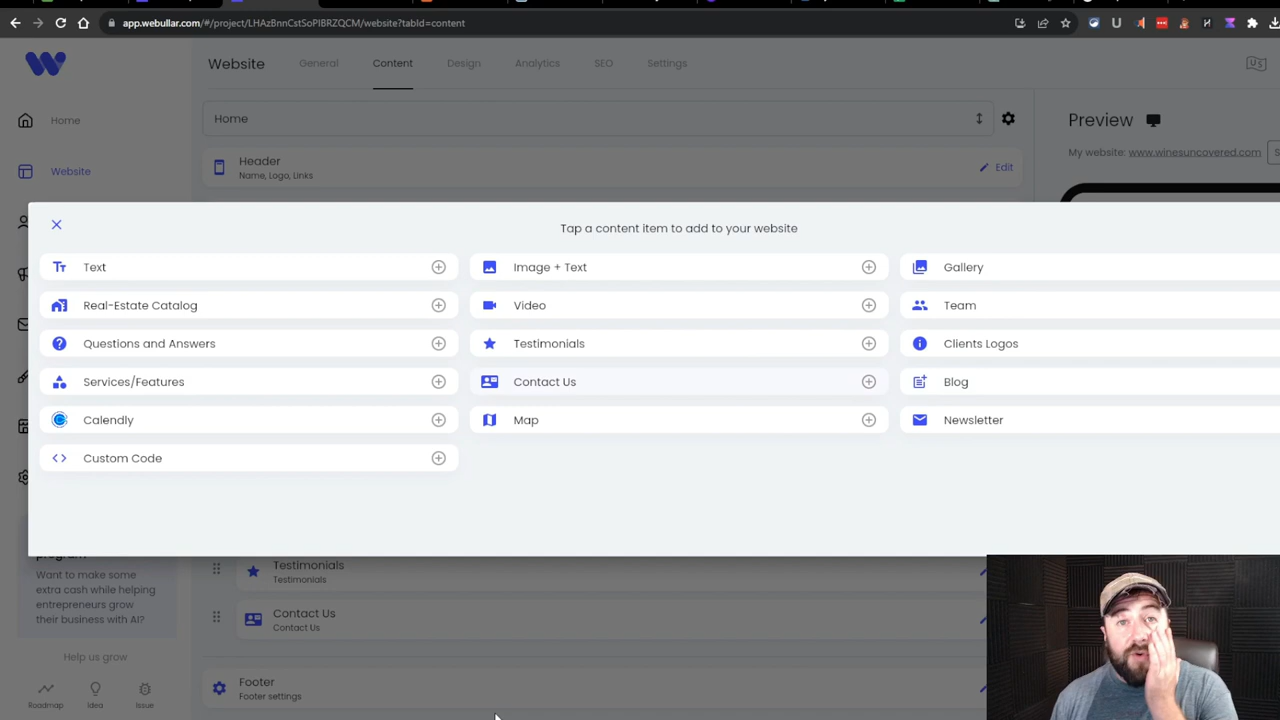 app.webullar.com/#/project/LHAzBnnCstSoPIBRZQCM/website?tabId=content
Website
General
Content
Design
Analytics
SEO
Settings
Home
Home
Header
Name, Logo, Links
Edit
Preview
My website: www.winesuncovered.com
Website
Tap a content item to add to your website
Text
Image + Text
Gallery
Real-Estate Catalog
Video
Team
Questions and Answers
Testimonials
Clients Logos
Services/Features
Contact Us
Blog
Calendly
Map
Newsletter
Custom Code
program
Want to make some
extra cash while helping
entrepreneurs grow
their business with AI?
Testimonials
Testimonials
Contact Us
Contact Us
Help us grow
Roadmap
Idea
Issue
Footer
Footer settings